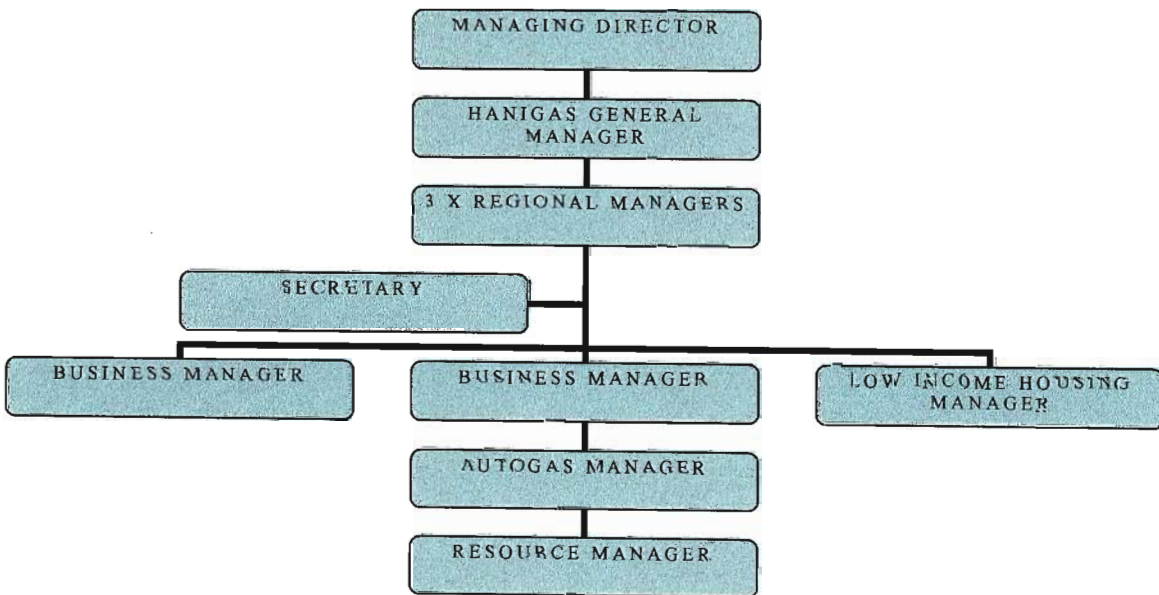 MANAGING DIRECTOR
HANIGAS GENERAL
MANAGER
3 X REGIONAL MANAGERS
SECRETARY
BUSINESS MANAGER
BUSINESS MANAGER
LOW INCOME HOUSING
MANAGER
AUTOGAS MANAGER
RESOURCE MANAGER